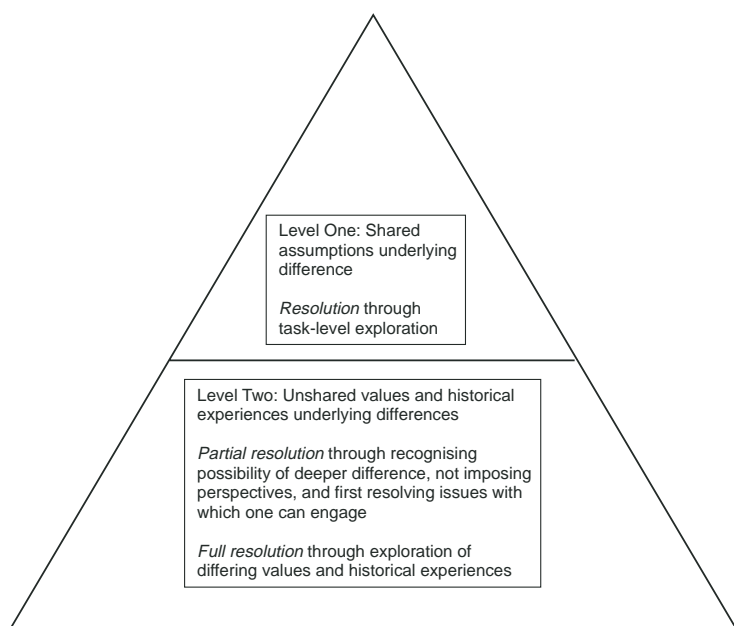 Level One: Shared
assumptions underlying
difference
Resolution through
task-level exploration
Level Two: Unshared values and historical
experiences underlying differences
Partial resolution through recognising
possibility of deeper difference, not imposing
perspectives, and first resolving issues with
which one can engage
Full resolution through exploration of
differing values and historical experiences